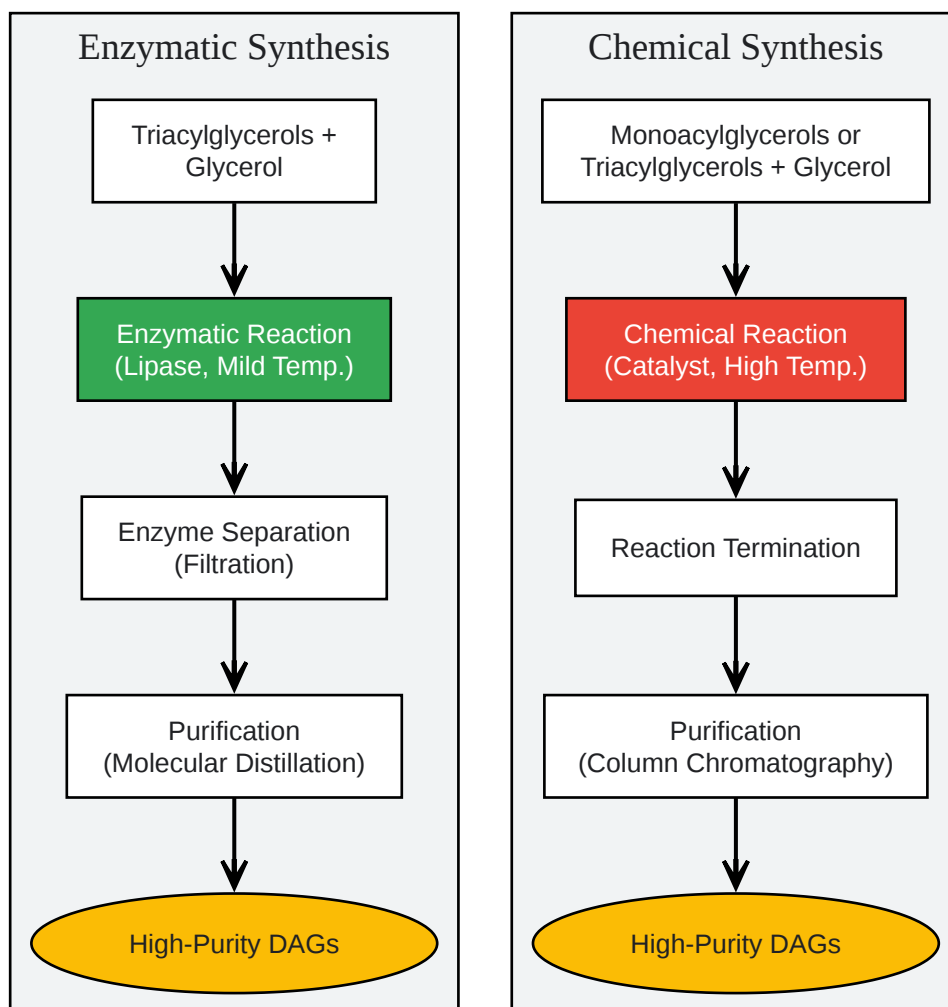 Enzymatic Synthesis
Triacylglycerols +
Glycerol
Enzymatic Reaction
(Lipase, Mild Temp.)
Enzyme Separation
(Filtration)
Purification
(Molecular Distillation)
High-Purity DAGs
Chemical Synthesis
Monoacylglycerols or
Triacylglycerols + Glycerol
Chemical Reaction
(Catalyst, High Temp.)
Reaction Termination
Purification
(Column Chromatography)
High-Purity DAGs